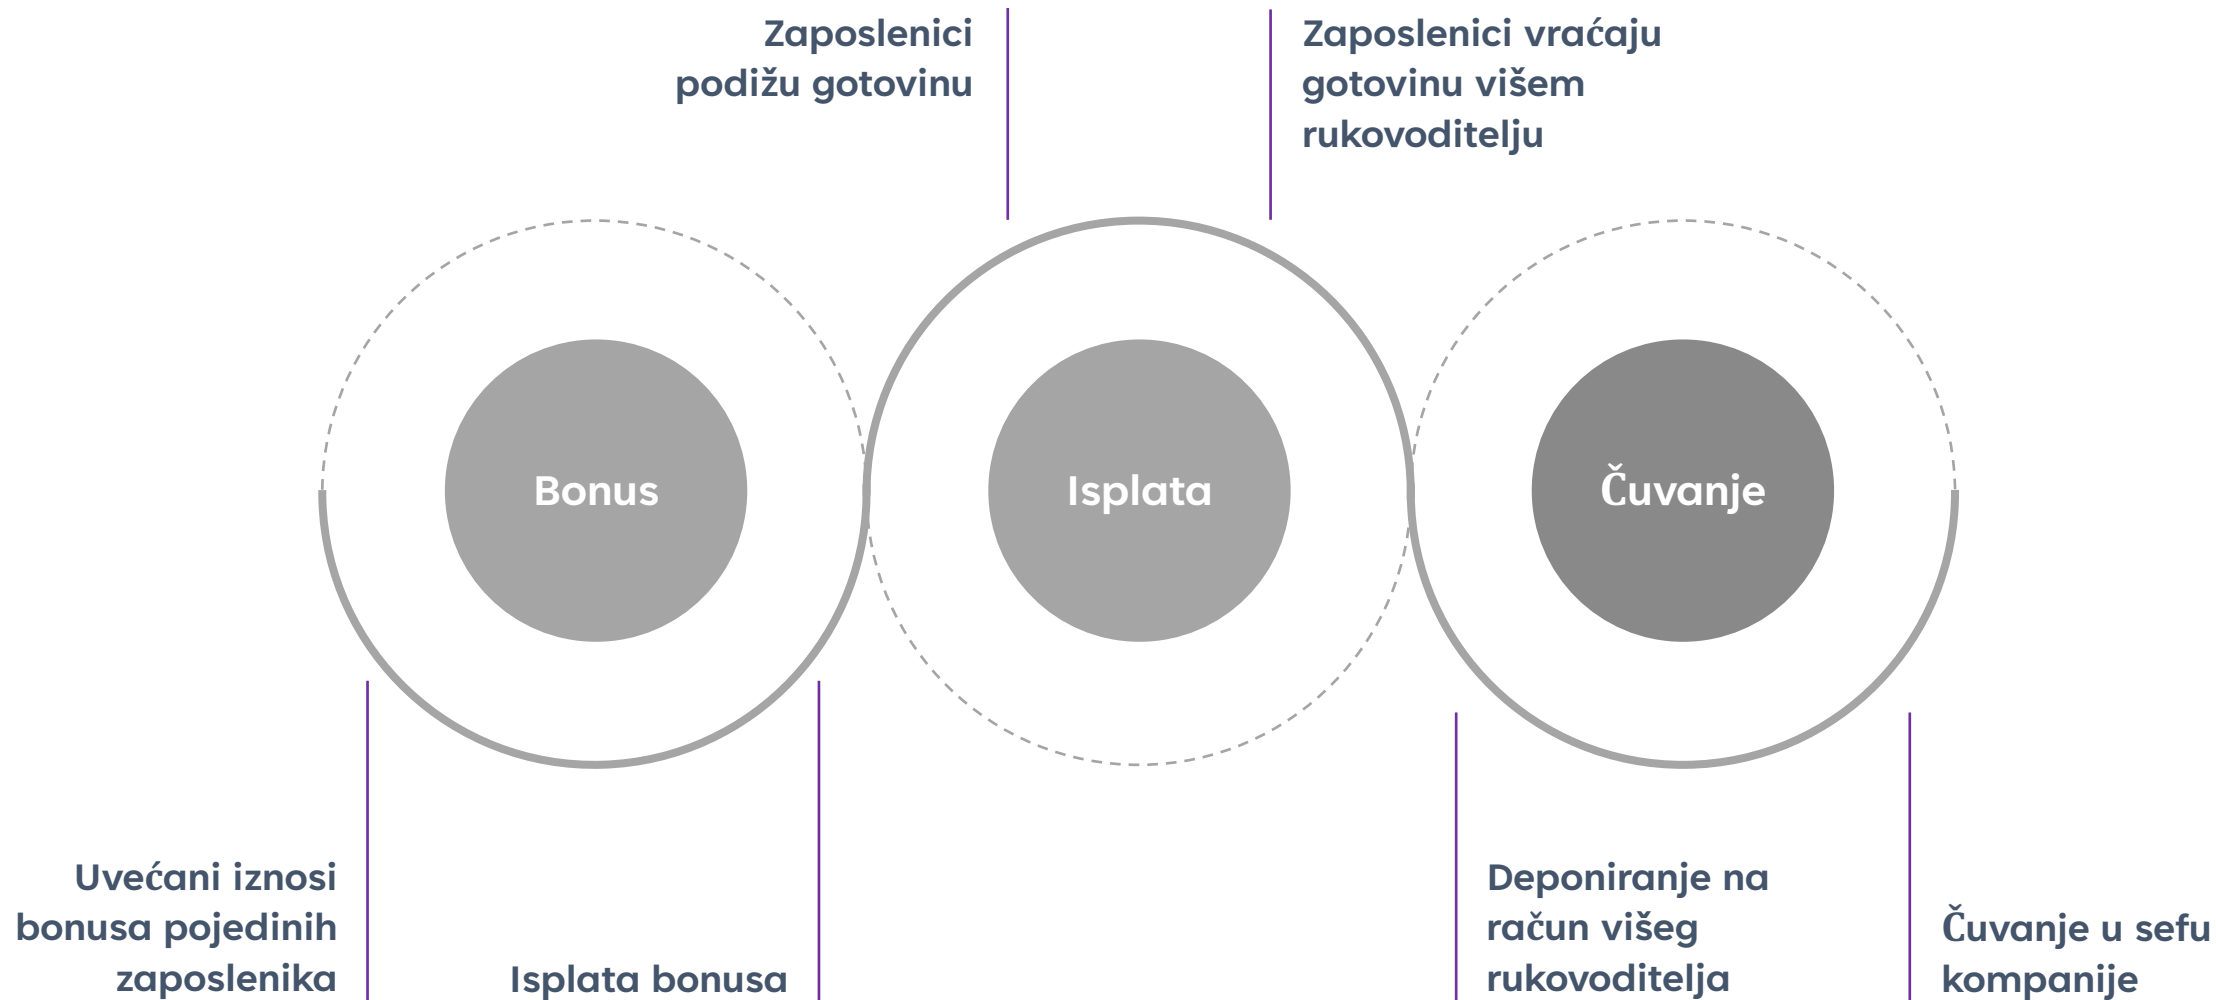 Zaposlenici
podižu gotovinu
Zaposlenici vraćaju
gotovinu višem
rukovoditelju
Bonus
Isplata
Čuvanje
Uvećani iznosi
bonusa pojedinih
zaposlenika
Isplata bonusa
Deponiranje na
račun višeg
rukovoditelja
Čuvanje u sefu
kompanije